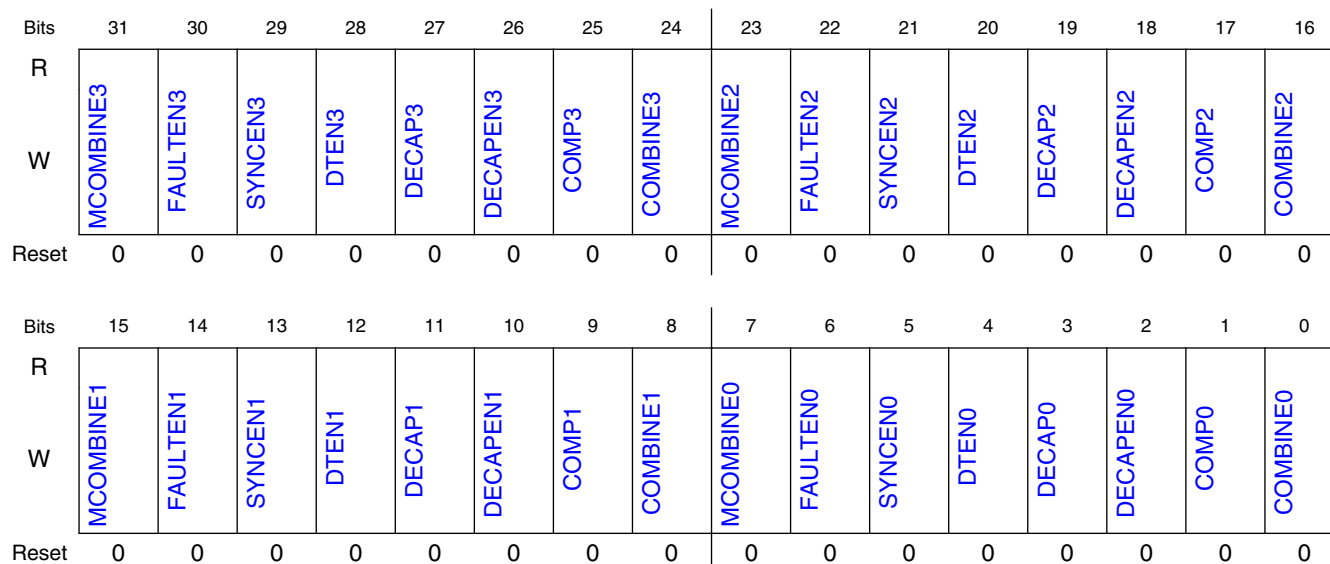 Bits 31 30 29 28 27 26 25 24 23 22 21 20 19 18 17 16
R
W MCOMBINE3 FAULTEN3 SYNCEN3 DTEN3 DECAP3 DECAPEN3 COMP3 COMBINE3 MCOMBINE2 FAULTEN2 SYNCEN2 DTEN2 DECAP2 DECAPEN2 COMP2 COMBINE2
Reset 0 0 0 0 0 0 0 0 0 0 0 0 0 0 0 0
Bits 15 14 13 12 11 10 9 8 7 6 5 4 3 2 1 0
R
W MCOMBINE1 FAULTEN1 SYNCEN1 DTEN1 DECAP1 DECAPEN1 COMP1 COMBINE1 MCOMBINE0 FAULTEN0 SYNCEN0 DTEN0 DECAP0 DECAPEN0 COMP0 COMBINE0
Reset 0 0 0 0 0 0 0 0 0 0 0 0 0 0 0 0